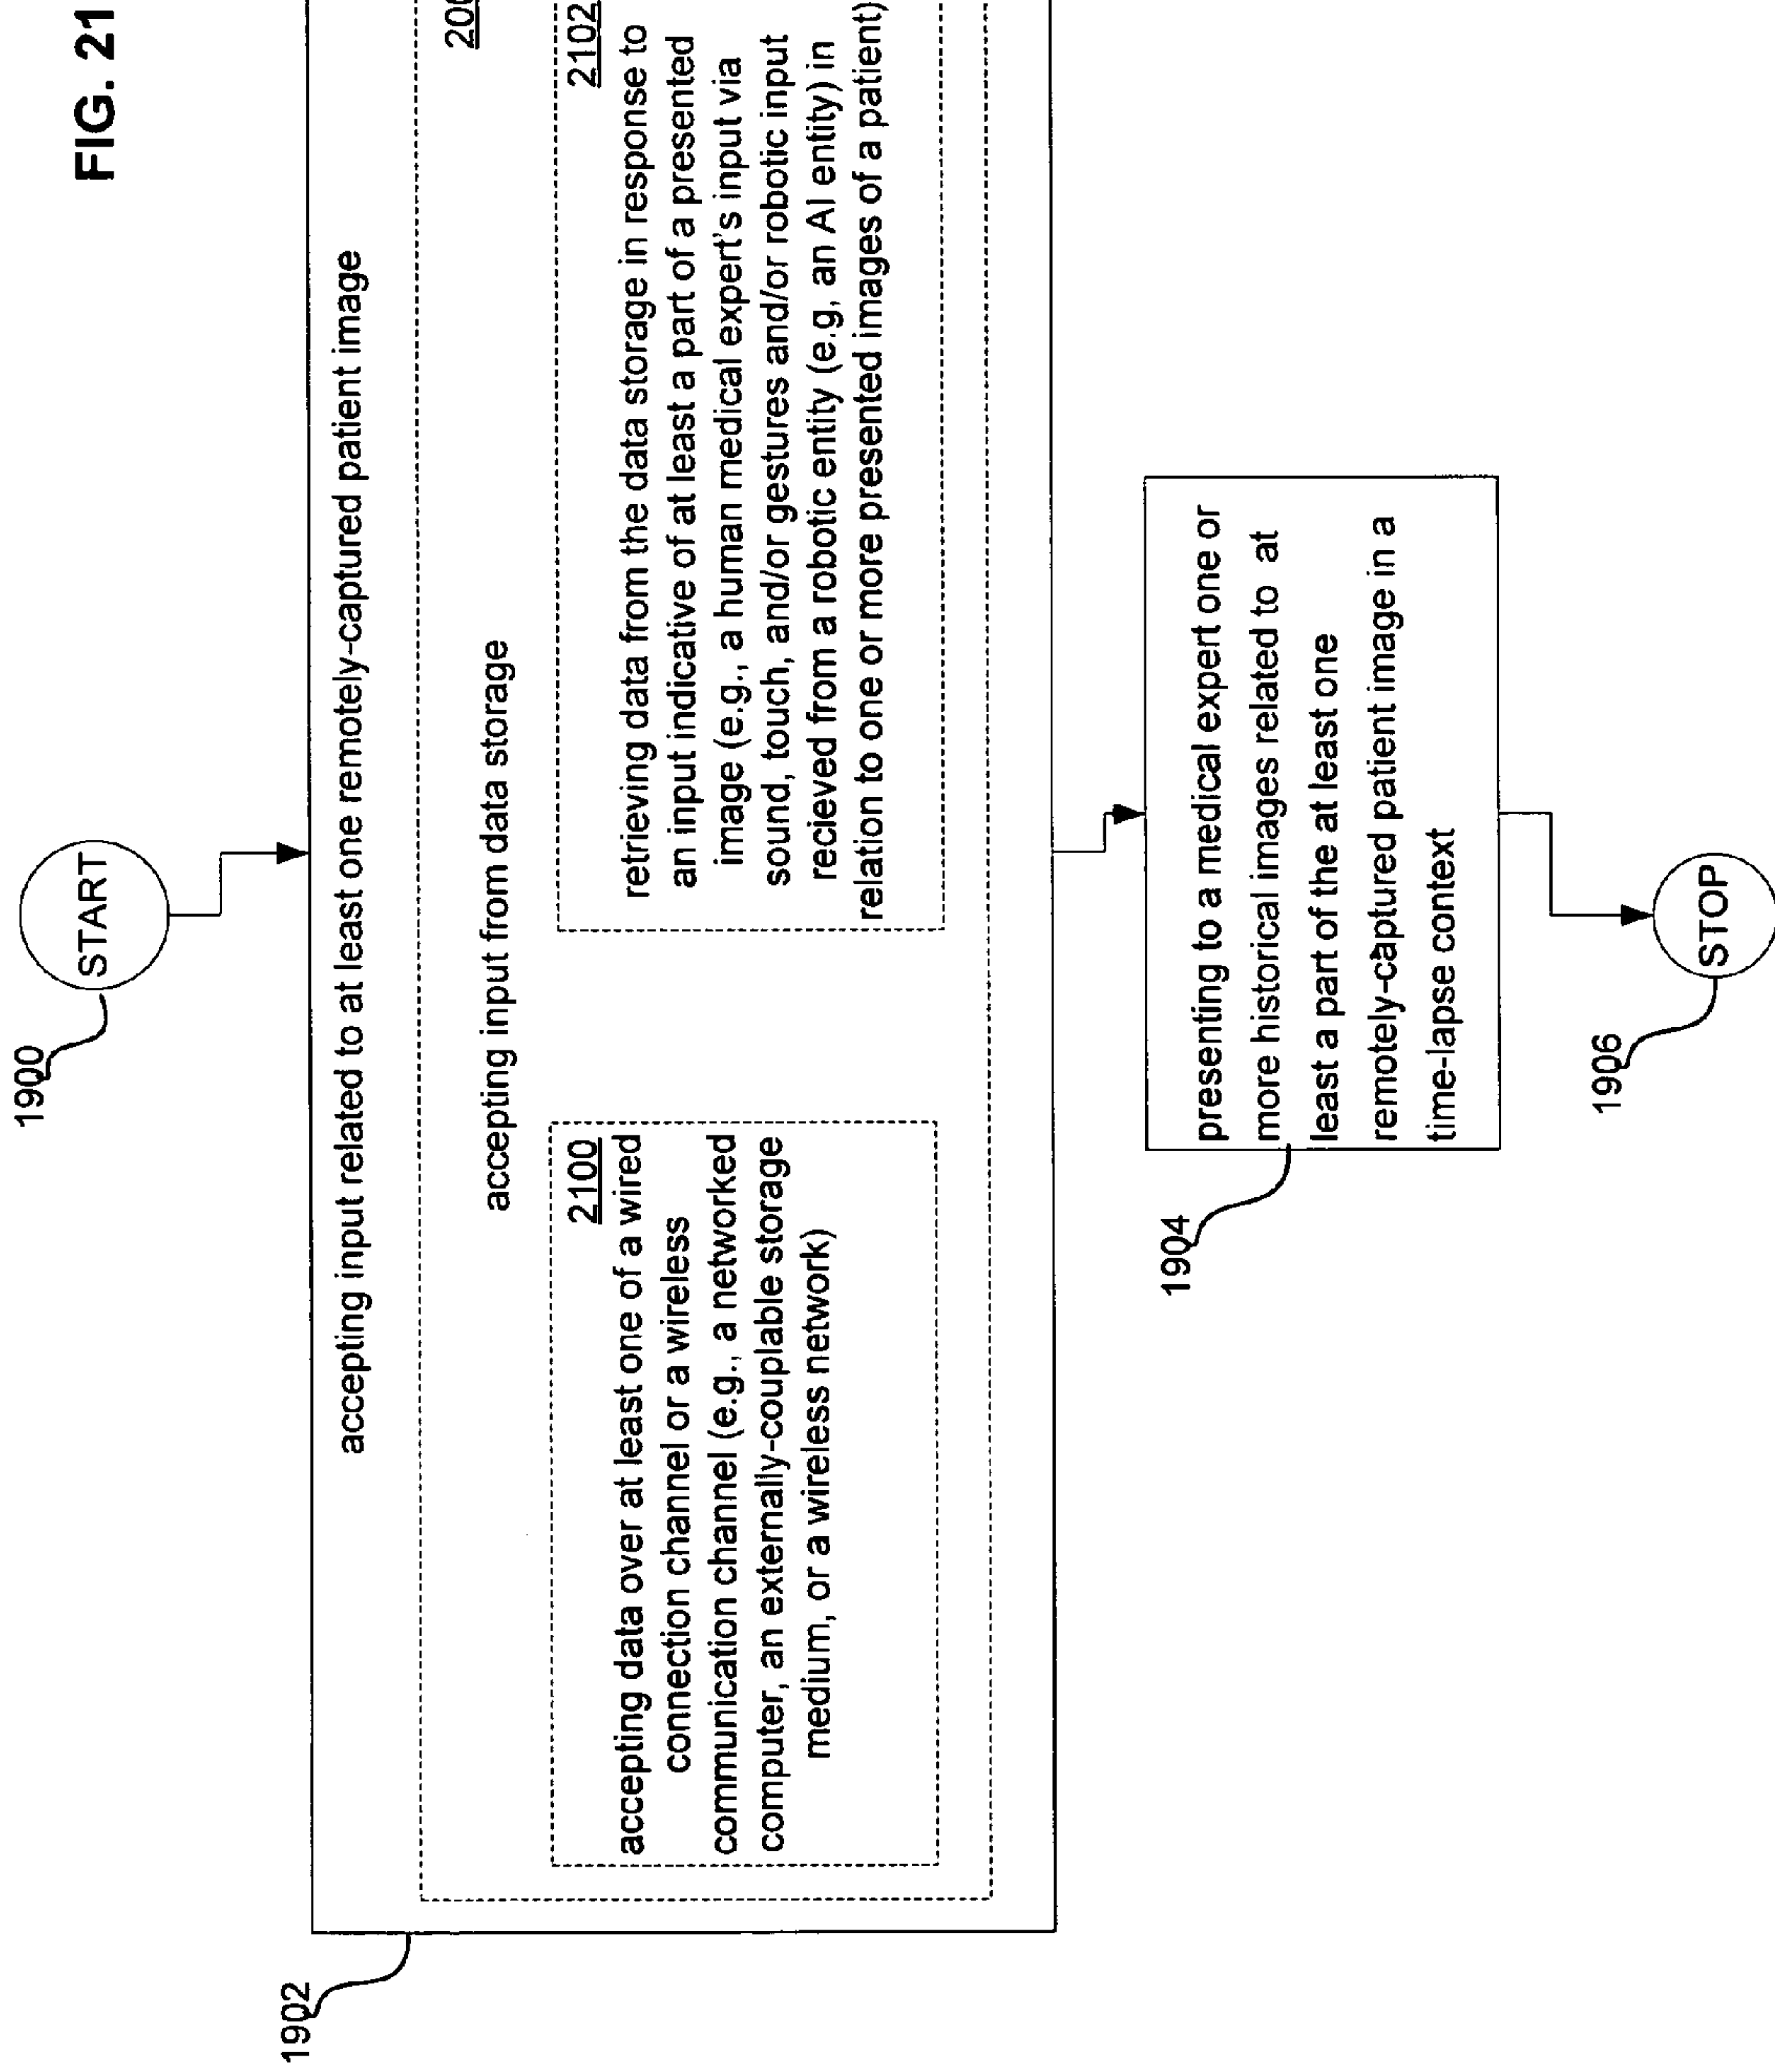 FIG. 21
1900
START
1902
accepting input related to at least one remotely-captured patient image
accepting input from data storage
2100
accepting data over at least one of a wired
connection channel or a wireless
communication channel (e.g., a networked
computer, an externally-couplable storage
medium, or a wireless network)
2102
retrieving data from the data storage in response to
an input indicative of at least a part of a presented
image (e.g., a human medical expert's input via
sound, touch, and/or gestures and/or robotic input
recieved from a robotic entity (e.g, an AI entity) in
relation to one or more presented images of a patient)
1904
presenting to a medical expert one or
more historical images related to at
least a part of the at least one
remotely-captured patient image in a
time-lapse context
1906
STOP